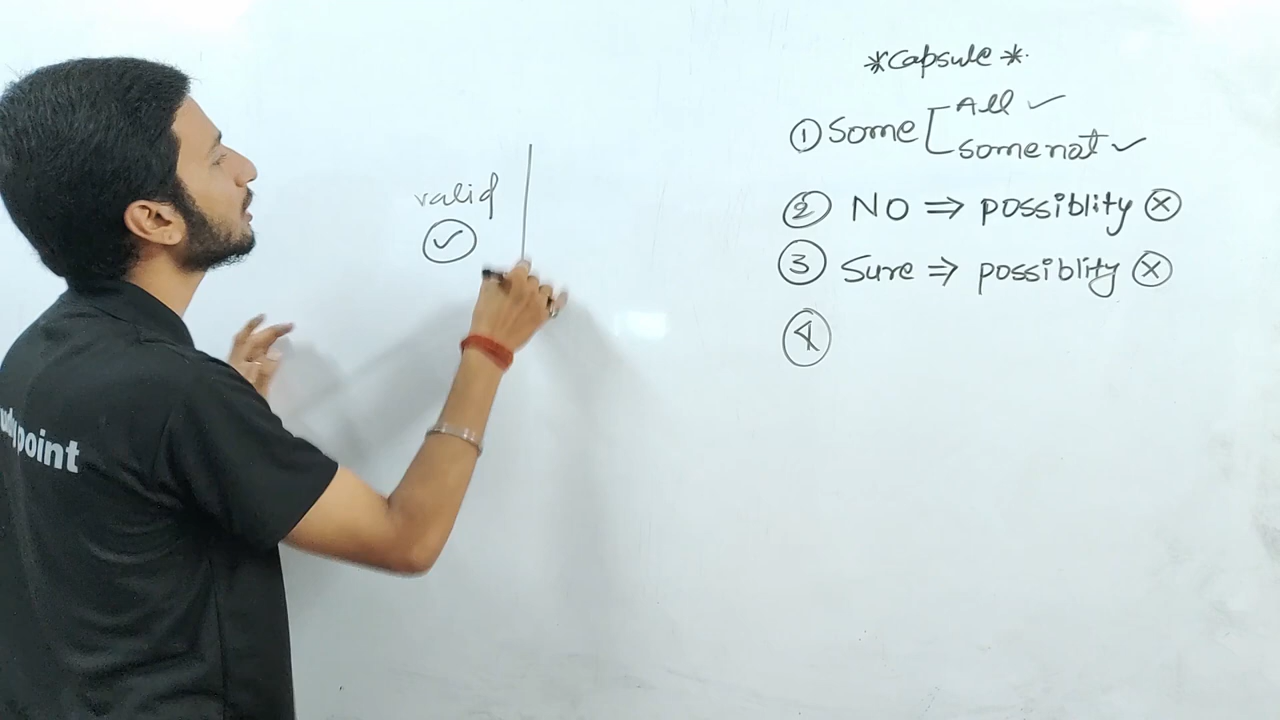 *Capsule*
① Some [ All ✓
some not ✓
② NO ⇒ possiblity ⓧ
③ Sure ⇒ possiblity ⓧ
④
valid
✓
point